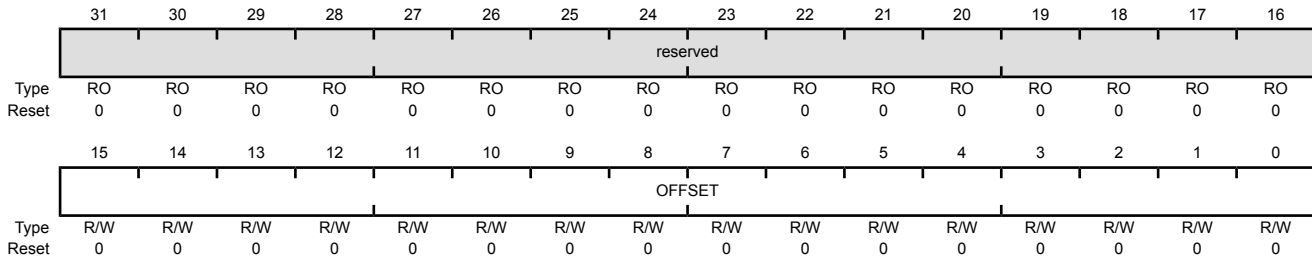 31 30 29 28 27 26 25 24 23 22 21 20 19 18 17 16
reserved
Type RO RO RO RO RO RO RO RO RO RO RO RO RO RO RO RO
Reset 0 0 0 0 0 0 0 0 0 0 0 0 0 0 0 0
15 14 13 12 11 10 9 8 7 6 5 4 3 2 1 0
OFFSET
Type R/W R/W R/W R/W R/W R/W R/W R/W R/W R/W R/W R/W R/W R/W R/W R/W
Reset 0 0 0 0 0 0 0 0 0 0 0 0 0 0 0 0